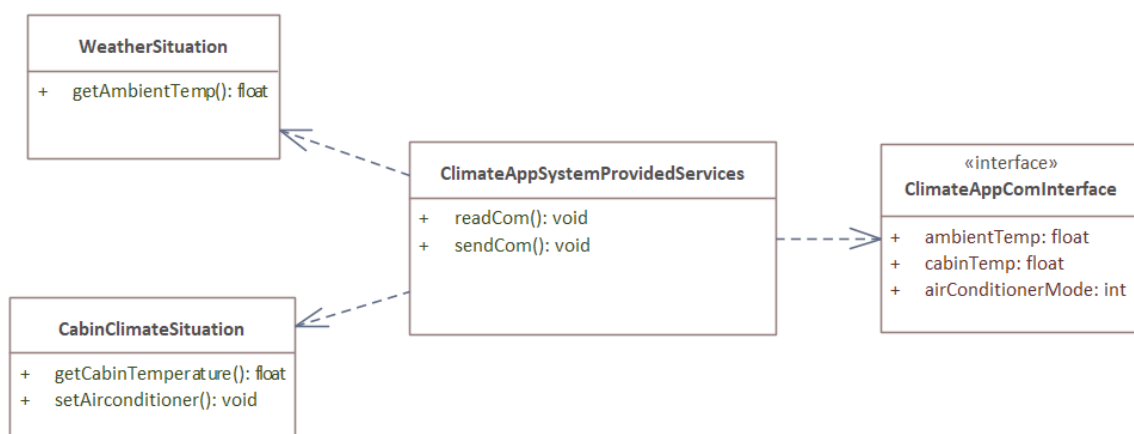 WeatherSituation
+ getAmbientTemp(): float
ClimateAppSystemProvidedServices
+ readCom(): void
+ sendCom(): void
«interface»
ClimateAppComInterface
+ ambientTemp: float
+ cabinTemp: float
+ airConditionerMode: int
CabinClimateSituation
+ getCabinTemperature(): float
+ setAirconditioner(): void